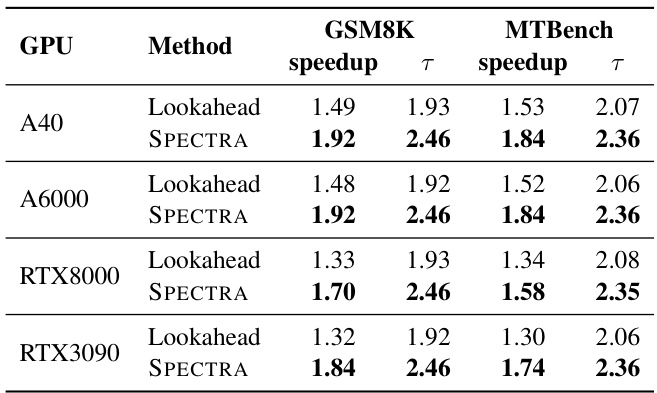 GPU Method GSM8K MTBench
speedup τ speedup τ
A40 Lookahead 1.49 1.93 1.53 2.07
SPECTRA 1.92 2.46 1.84 2.36
A6000 Lookahead 1.48 1.92 1.52 2.06
SPECTRA 1.92 2.46 1.84 2.36
RTX8000 Lookahead 1.33 1.93 1.34 2.08
SPECTRA 1.70 2.46 1.58 2.35
RTX3090 Lookahead 1.32 1.92 1.30 2.06
SPECTRA 1.84 2.46 1.74 2.36